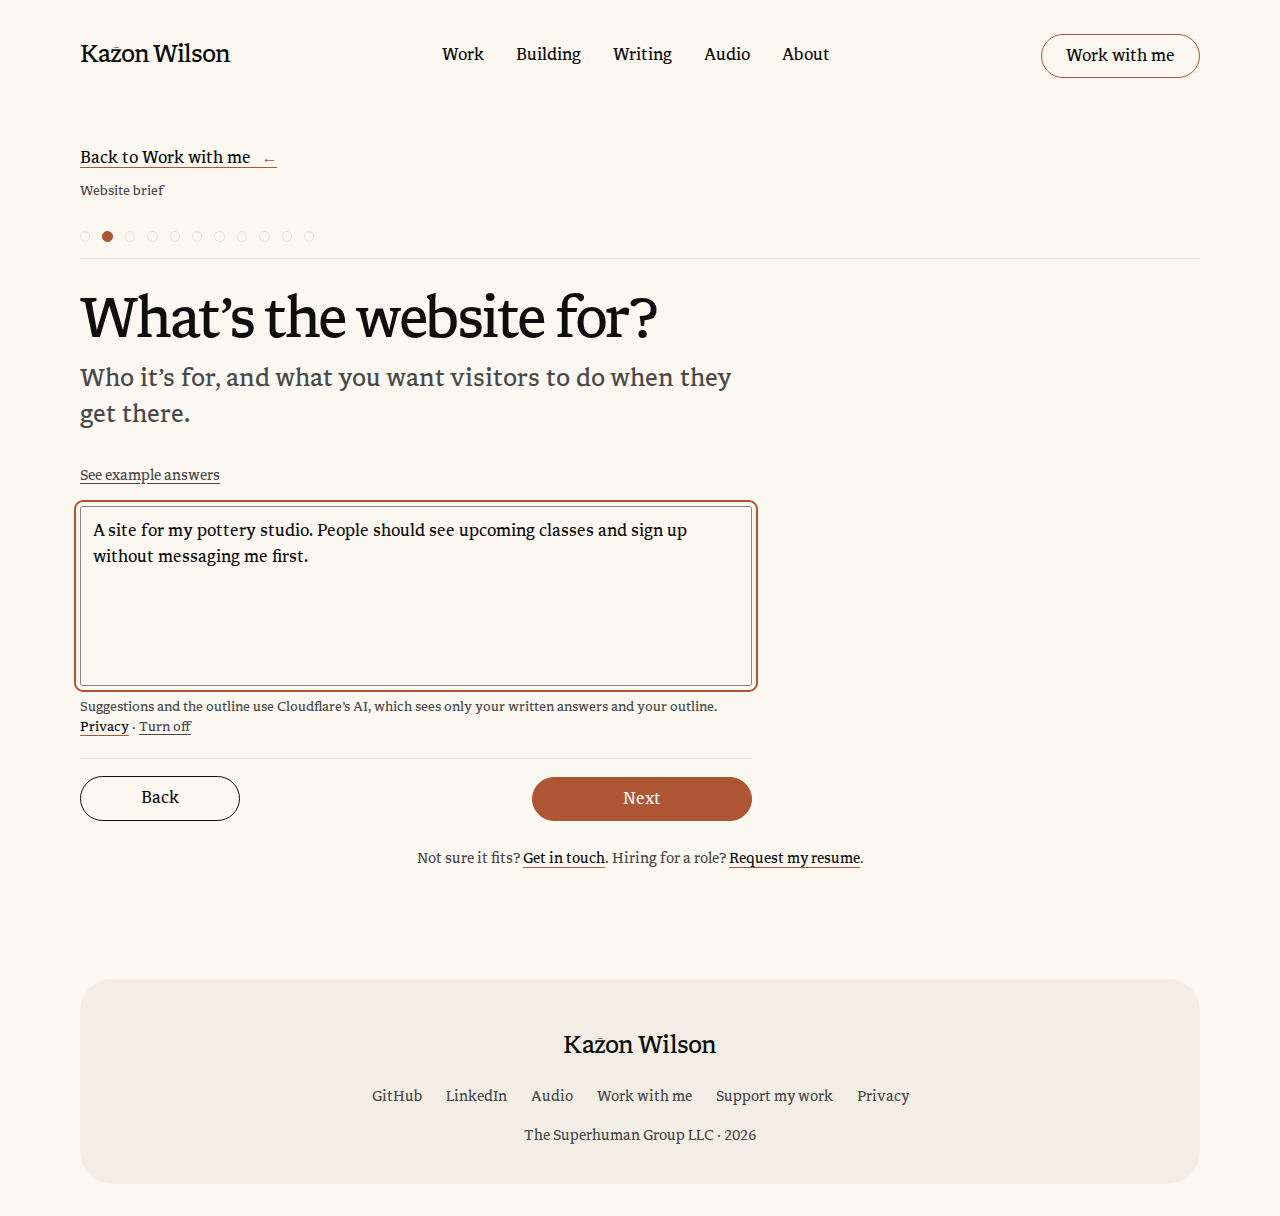 Kazon Wilson
Work Building Writing Audio About
Work with me
Back to Work with me ←
Website brief
What’s the website for?
Who it’s for, and what you want visitors to do when they
get there.
See example answers
A site for my pottery studio. People should see upcoming classes and sign up
without messaging me first.
Suggestions and the outline use Cloudflare’s AI, which sees only your written answers and your outline.
Privacy · Turn off
Back
Next
Not sure it fits? Get in touch. Hiring for a role? Request my resume.
Kazon Wilson
GitHub LinkedIn Audio Work with me Support my work Privacy
The Superhuman Group LLC · 2026